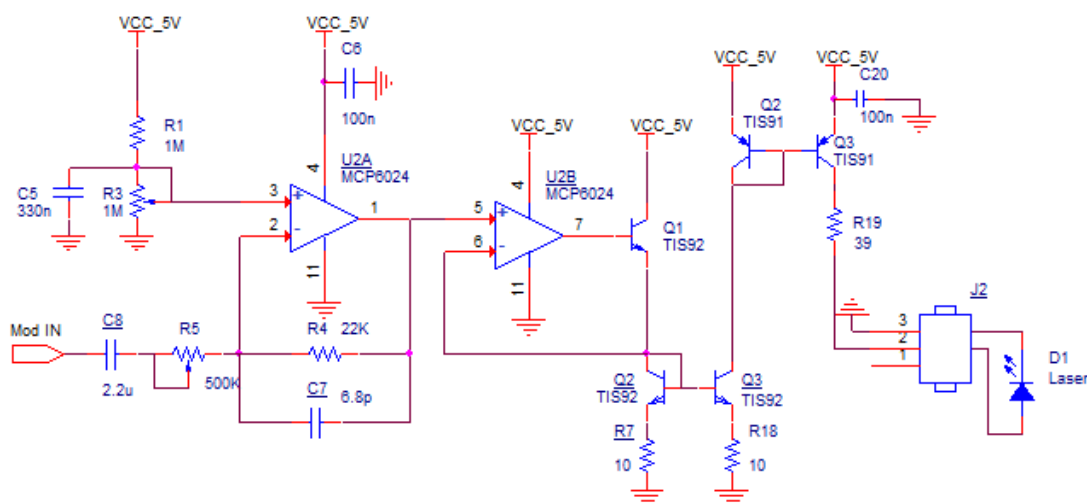 VCC_5V
VCC_5V
C6
100n
R1
1M
C5
330n
R3
1M
4
U2A
MCP6024
3
2
1
+
-
11
Mod IN
C8
2.2u
R5
500K
R4
22K
C7
6.8p
VCC_5V
VCC_5V
4
U2B
MCP6024
5
6
7
+
-
11
Q1
TIS92
Q2
TIS92
Q3
TIS92
R7
10
R18
10
VCC_5V
VCC_5V
C20
100n
Q2
TIS91
Q3
TIS91
R19
39
J2
3
2
1
D1
Laser